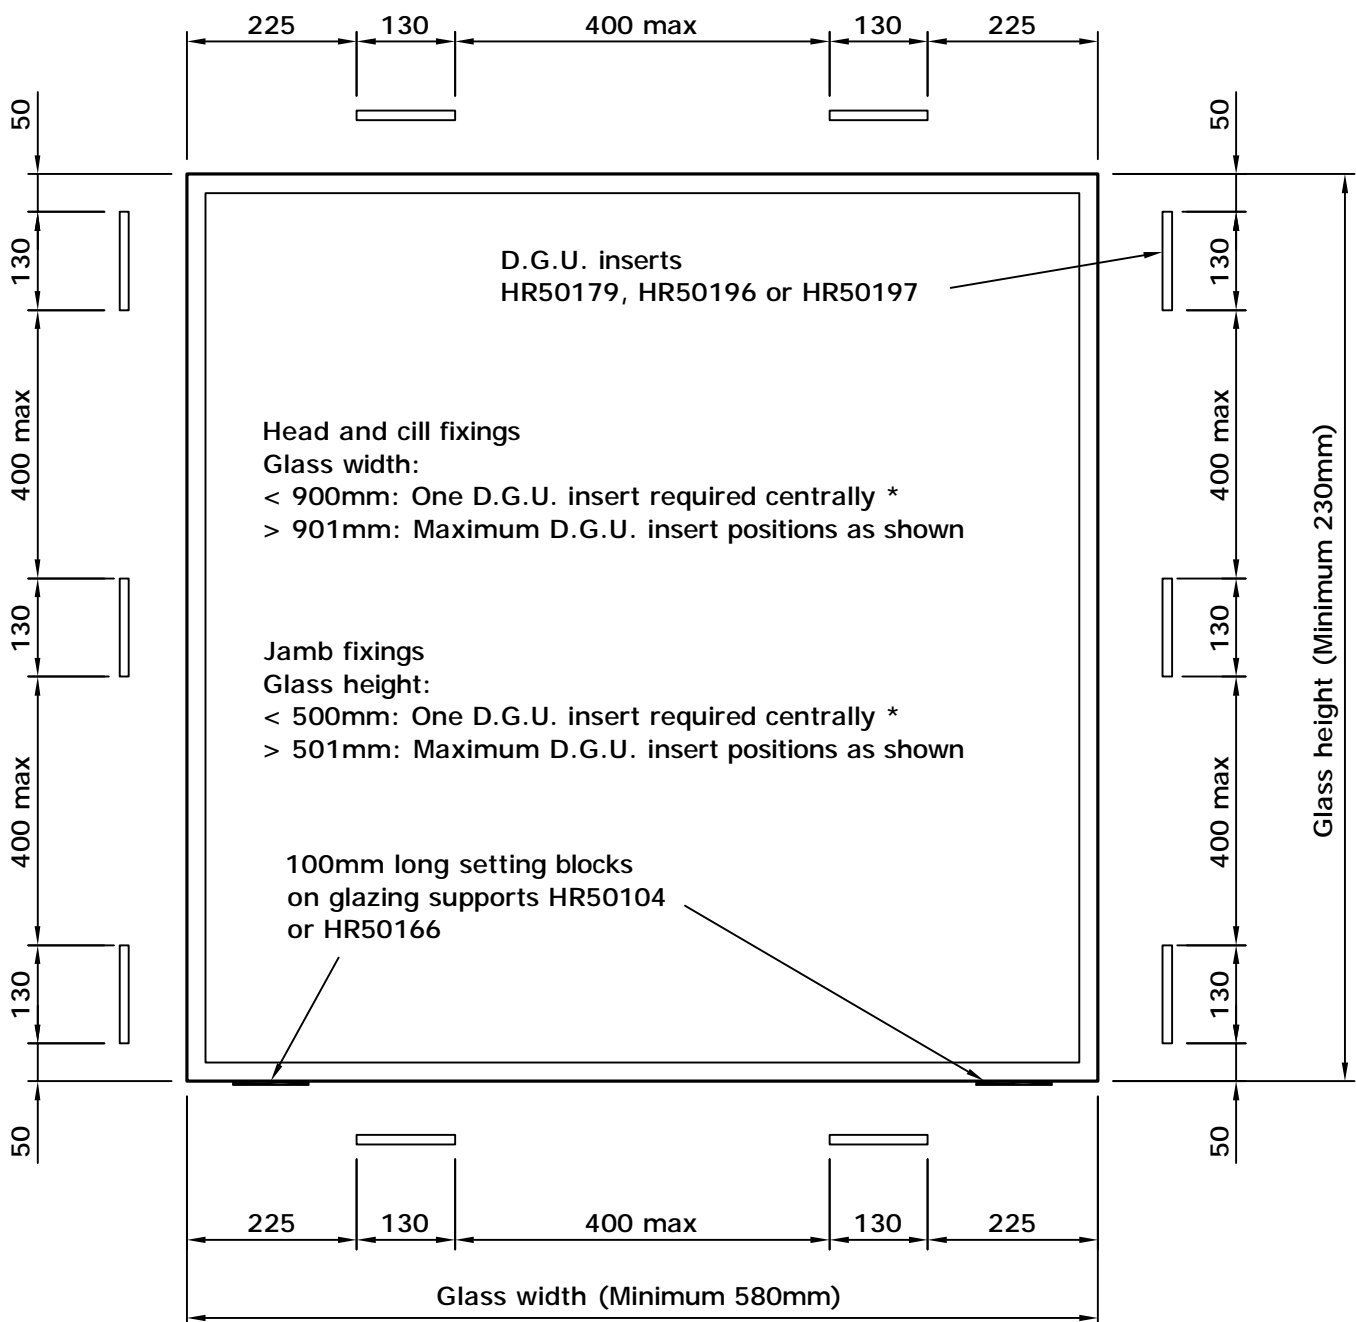 225 130 400 max 130 225
50
50
130
130
D.G.U. inserts
HR50179, HR50196 or HR50197
400 max
400 max
Head and cill fixings
Glass width:
< 900mm: One D.G.U. insert required centrally *
> 901mm: Maximum D.G.U. insert positions as shown
Glass height (Minimum 230mm)
130
130
Jamb fixings
Glass height:
< 500mm: One D.G.U. insert required centrally *
> 501mm: Maximum D.G.U. insert positions as shown
400 max
400 max
100mm long setting blocks
on glazing supports HR50104
or HR50166
130
130
50
50
225 130 400 max 130 225
Glass width (Minimum 580mm)